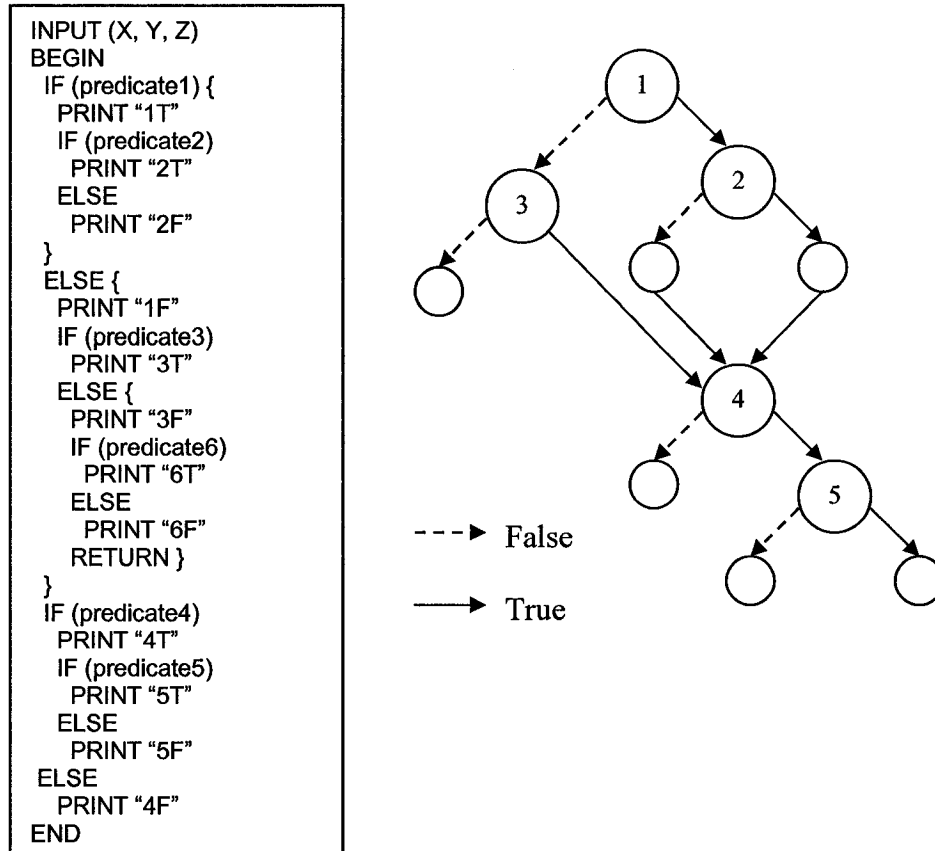 INPUT (X, Y, Z)
BEGIN
IF (predicate1) {
PRINT “1T”
IF (predicate2)
PRINT “2T”
ELSE
PRINT “2F”
}
ELSE {
PRINT “1F”
IF (predicate3)
PRINT “3T”
ELSE {
PRINT “3F”
IF (predicate6)
PRINT “6T”
ELSE
PRINT “6F”
RETURN }
}
IF (predicate4)
PRINT “4T”
IF (predicate5)
PRINT “5T”
ELSE
PRINT “5F”
ELSE
PRINT “4F”
END
1
2
3
4
5
False
True